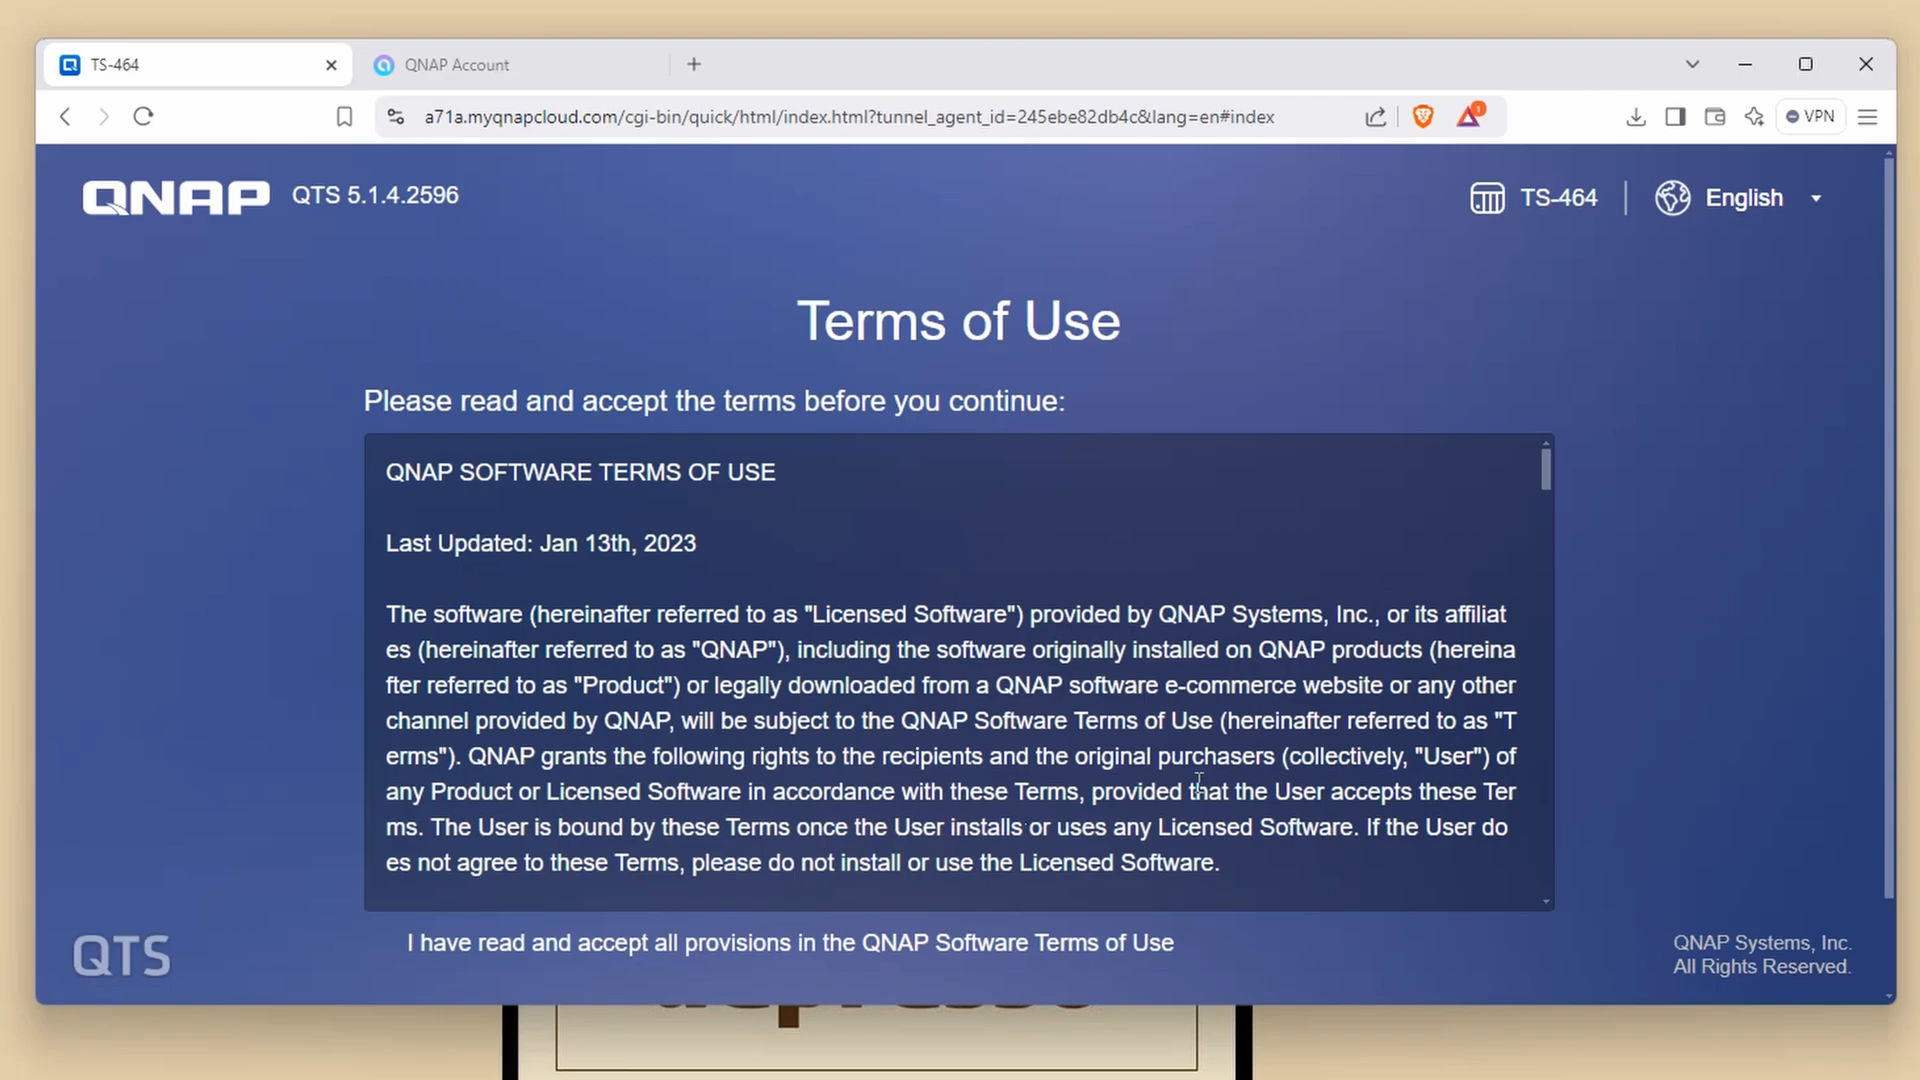 TS-464
QNAP Account
a71a.myqnapcloud.com/cgi-bin/quick/html/index.html?tunnel_agent_id=245ebe82db4c&lang=en#index
1
VPN
QNAP QTS 5.1.4.2596
TS-464
English
Terms of Use
Please read and accept the terms before you continue:
QNAP SOFTWARE TERMS OF USE
Last Updated: Jan 13th, 2023
The software (hereinafter referred to as "Licensed Software") provided by QNAP Systems, Inc., or its affiliat
es (hereinafter referred to as "QNAP"), including the software originally installed on QNAP products (hereina
fter referred to as "Product") or legally downloaded from a QNAP software e-commerce website or any other
channel provided by QNAP, will be subject to the QNAP Software Terms of Use (hereinafter referred to as "T
erms"). QNAP grants the following rights to the recipients and the original purchasers (collectively, "User") of
any Product or Licensed Software in accordance with these Terms, provided that the User accepts these Ter
ms. The User is bound by these Terms once the User installs or uses any Licensed Software. If the User do
es not agree to these Terms, please do not install or use the Licensed Software.
I have read and accept all provisions in the QNAP Software Terms of Use
QTS
QNAP Systems, Inc.
All Rights Reserved.